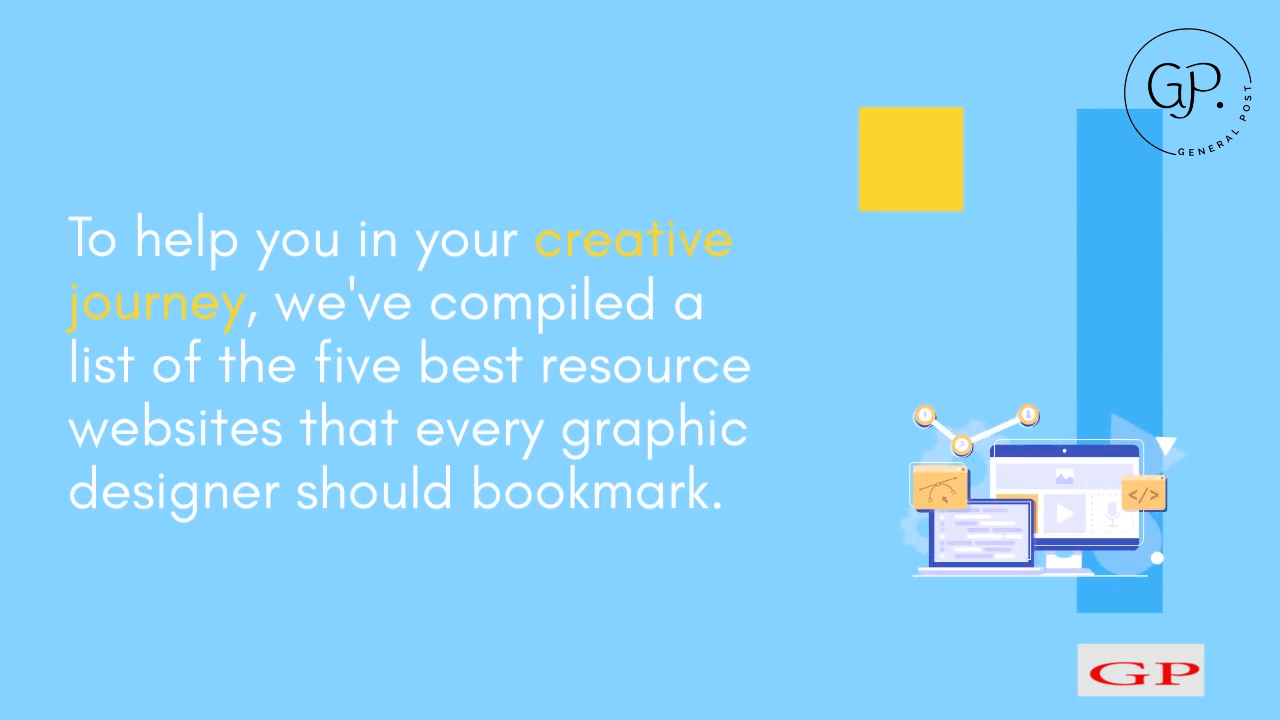 GP.
GENERAL POST
To help you in your creative
journey, we've compiled a
list of the five best resource
websites that every graphic
designer should bookmark.
</>
GP